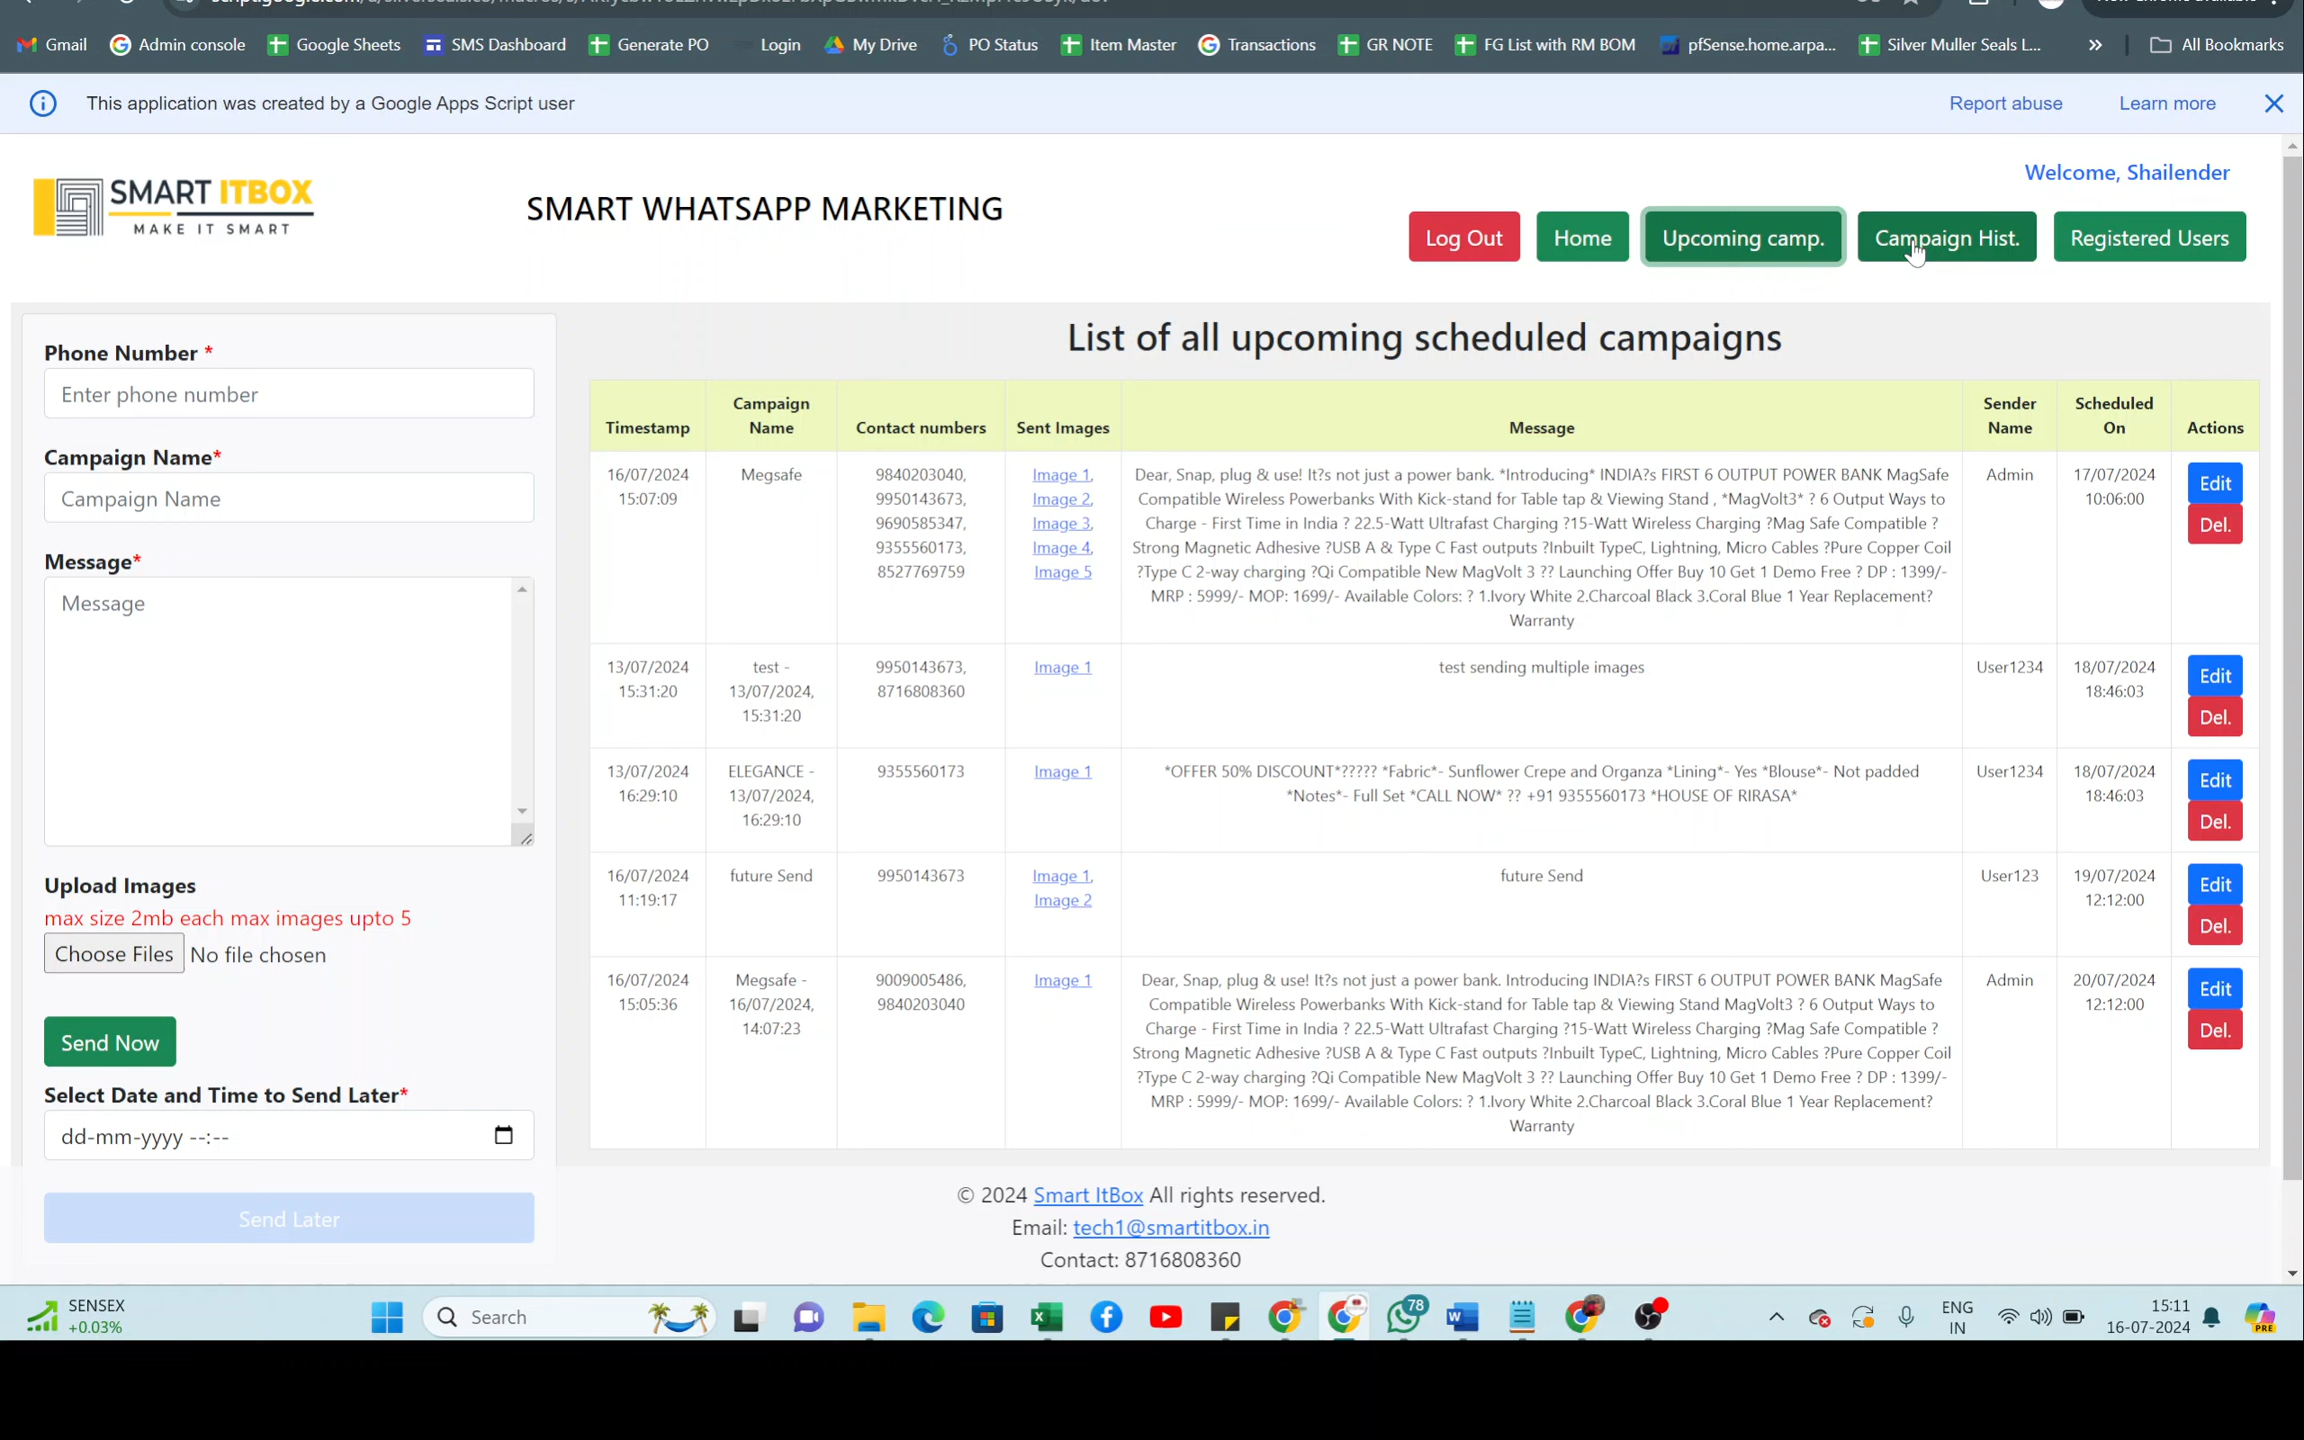 Gmail Admin console Google Sheets SMS Dashboard Generate PO Login My Drive PO Status Item Master Transactions GR NOTE FG List with RM BOM pfSense.home.arpa... Silver Muller Seals L... » All Bookmarks
This application was created by a Google Apps Script user Report abuse Learn more
SMART ITBOX
MAKE IT SMART
SMART WHATSAPP MARKETING
Welcome, Shailender
Log Out Home Upcoming camp. Campaign Hist. Registered Users
Phone Number *
Enter phone number
Campaign Name*
Campaign Name
Message*
Message
Upload Images
max size 2mb each max images upto 5
Choose Files No file chosen
Send Now
Select Date and Time to Send Later*
dd-mm-yyyy --:--
Send Later
List of all upcoming scheduled campaigns
Timestamp Campaign Name Contact numbers Sent Images Message Sender Name Scheduled On Actions
16/07/2024 Megsafe 9840203040, Image 1, Dear, Snap, plug & use! It?s not just a power bank. *Introducing* INDIA?s FIRST 6 OUTPUT POWER BANK MagSafe Admin 17/07/2024 Edit
15:07:09 9950143673, Image 2, Compatible Wireless Powerbanks With Kick-stand for Table tap & Viewing Stand , *MagVolt3* ? 6 Output Ways to 10:06:00
9690585347, Image 3, Charge - First Time in India ? 22.5-Watt Ultrafast Charging ?15-Watt Wireless Charging ?Mag Safe Compatible ? Del.
9355560173, Image 4, Strong Magnetic Adhesive ?USB A & Type C Fast outputs ?Inbuilt TypeC, Lightning, Micro Cables ?Pure Copper Coil
8527769759 Image 5 ?Type C 2-way charging ?Qi Compatible New MagVolt 3 ?? Launching Offer Buy 10 Get 1 Demo Free ? DP : 1399/-
MRP : 5999/- MOP: 1699/- Available Colors: ? 1.Ivory White 2.Charcoal Black 3.Coral Blue 1 Year Replacement?
Warranty
13/07/2024 test - 9950143673, Image 1 test sending multiple images User1234 18/07/2024 Edit
15:31:20 13/07/2024, 8716808360 18:46:03
15:31:20 Del.
13/07/2024 ELEGANCE - 9355560173 Image 1 *OFFER 50% DISCOUNT*????? *Fabric*- Sunflower Crepe and Organza *Lining*- Yes *Blouse*- Not padded User1234 18/07/2024 Edit
16:29:10 13/07/2024, *Notes*- Full Set *CALL NOW* ?? +91 9355560173 *HOUSE OF RIRASA* 18:46:03
16:29:10 Del.
16/07/2024 future Send 9950143673 Image 1, future Send User123 19/07/2024 Edit
11:19:17 Image 2 12:12:00
Del.
16/07/2024 Megsafe - 9009005486, Image 1 Dear, Snap, plug & use! It?s not just a power bank. Introducing INDIA?s FIRST 6 OUTPUT POWER BANK MagSafe Admin 20/07/2024 Edit
15:05:36 16/07/2024, 9840203040 Compatible Wireless Powerbanks With Kick-stand for Table tap & Viewing Stand MagVolt3 ? 6 Output Ways to 12:12:00
14:07:23 Charge - First Time in India ? 22.5-Watt Ultrafast Charging ?15-Watt Wireless Charging ?Mag Safe Compatible ? Del.
Strong Magnetic Adhesive ?USB A & Type C Fast outputs ?Inbuilt TypeC, Lightning, Micro Cables ?Pure Copper Coil
?Type C 2-way charging ?Qi Compatible New MagVolt 3 ?? Launching Offer Buy 10 Get 1 Demo Free ? DP : 1399/-
MRP : 5999/- MOP: 1699/- Available Colors: ? 1.Ivory White 2.Charcoal Black 3.Coral Blue 1 Year Replacement?
Warranty
© 2024 Smart ItBox All rights reserved.
Email: tech1@smartitbox.in
Contact: 8716808360
SENSEX
+0.03%
Search
78
ENG
IN
15:11
16-07-2024
PRE